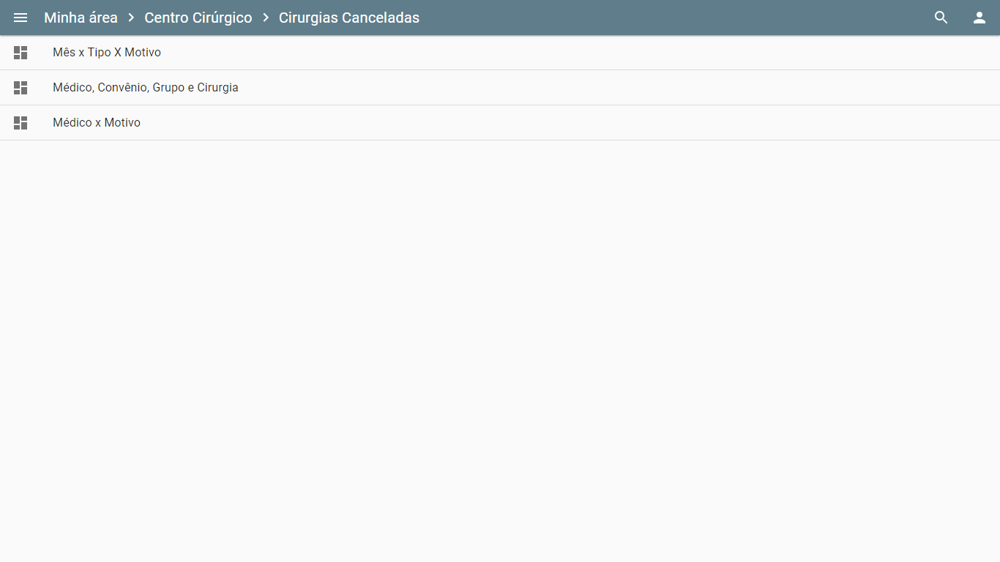 Minha área > Centro Cirúrgico > Cirurgias Canceladas
Mês x Tipo X Motivo
Médico, Convênio, Grupo e Cirurgia
Médico x Motivo